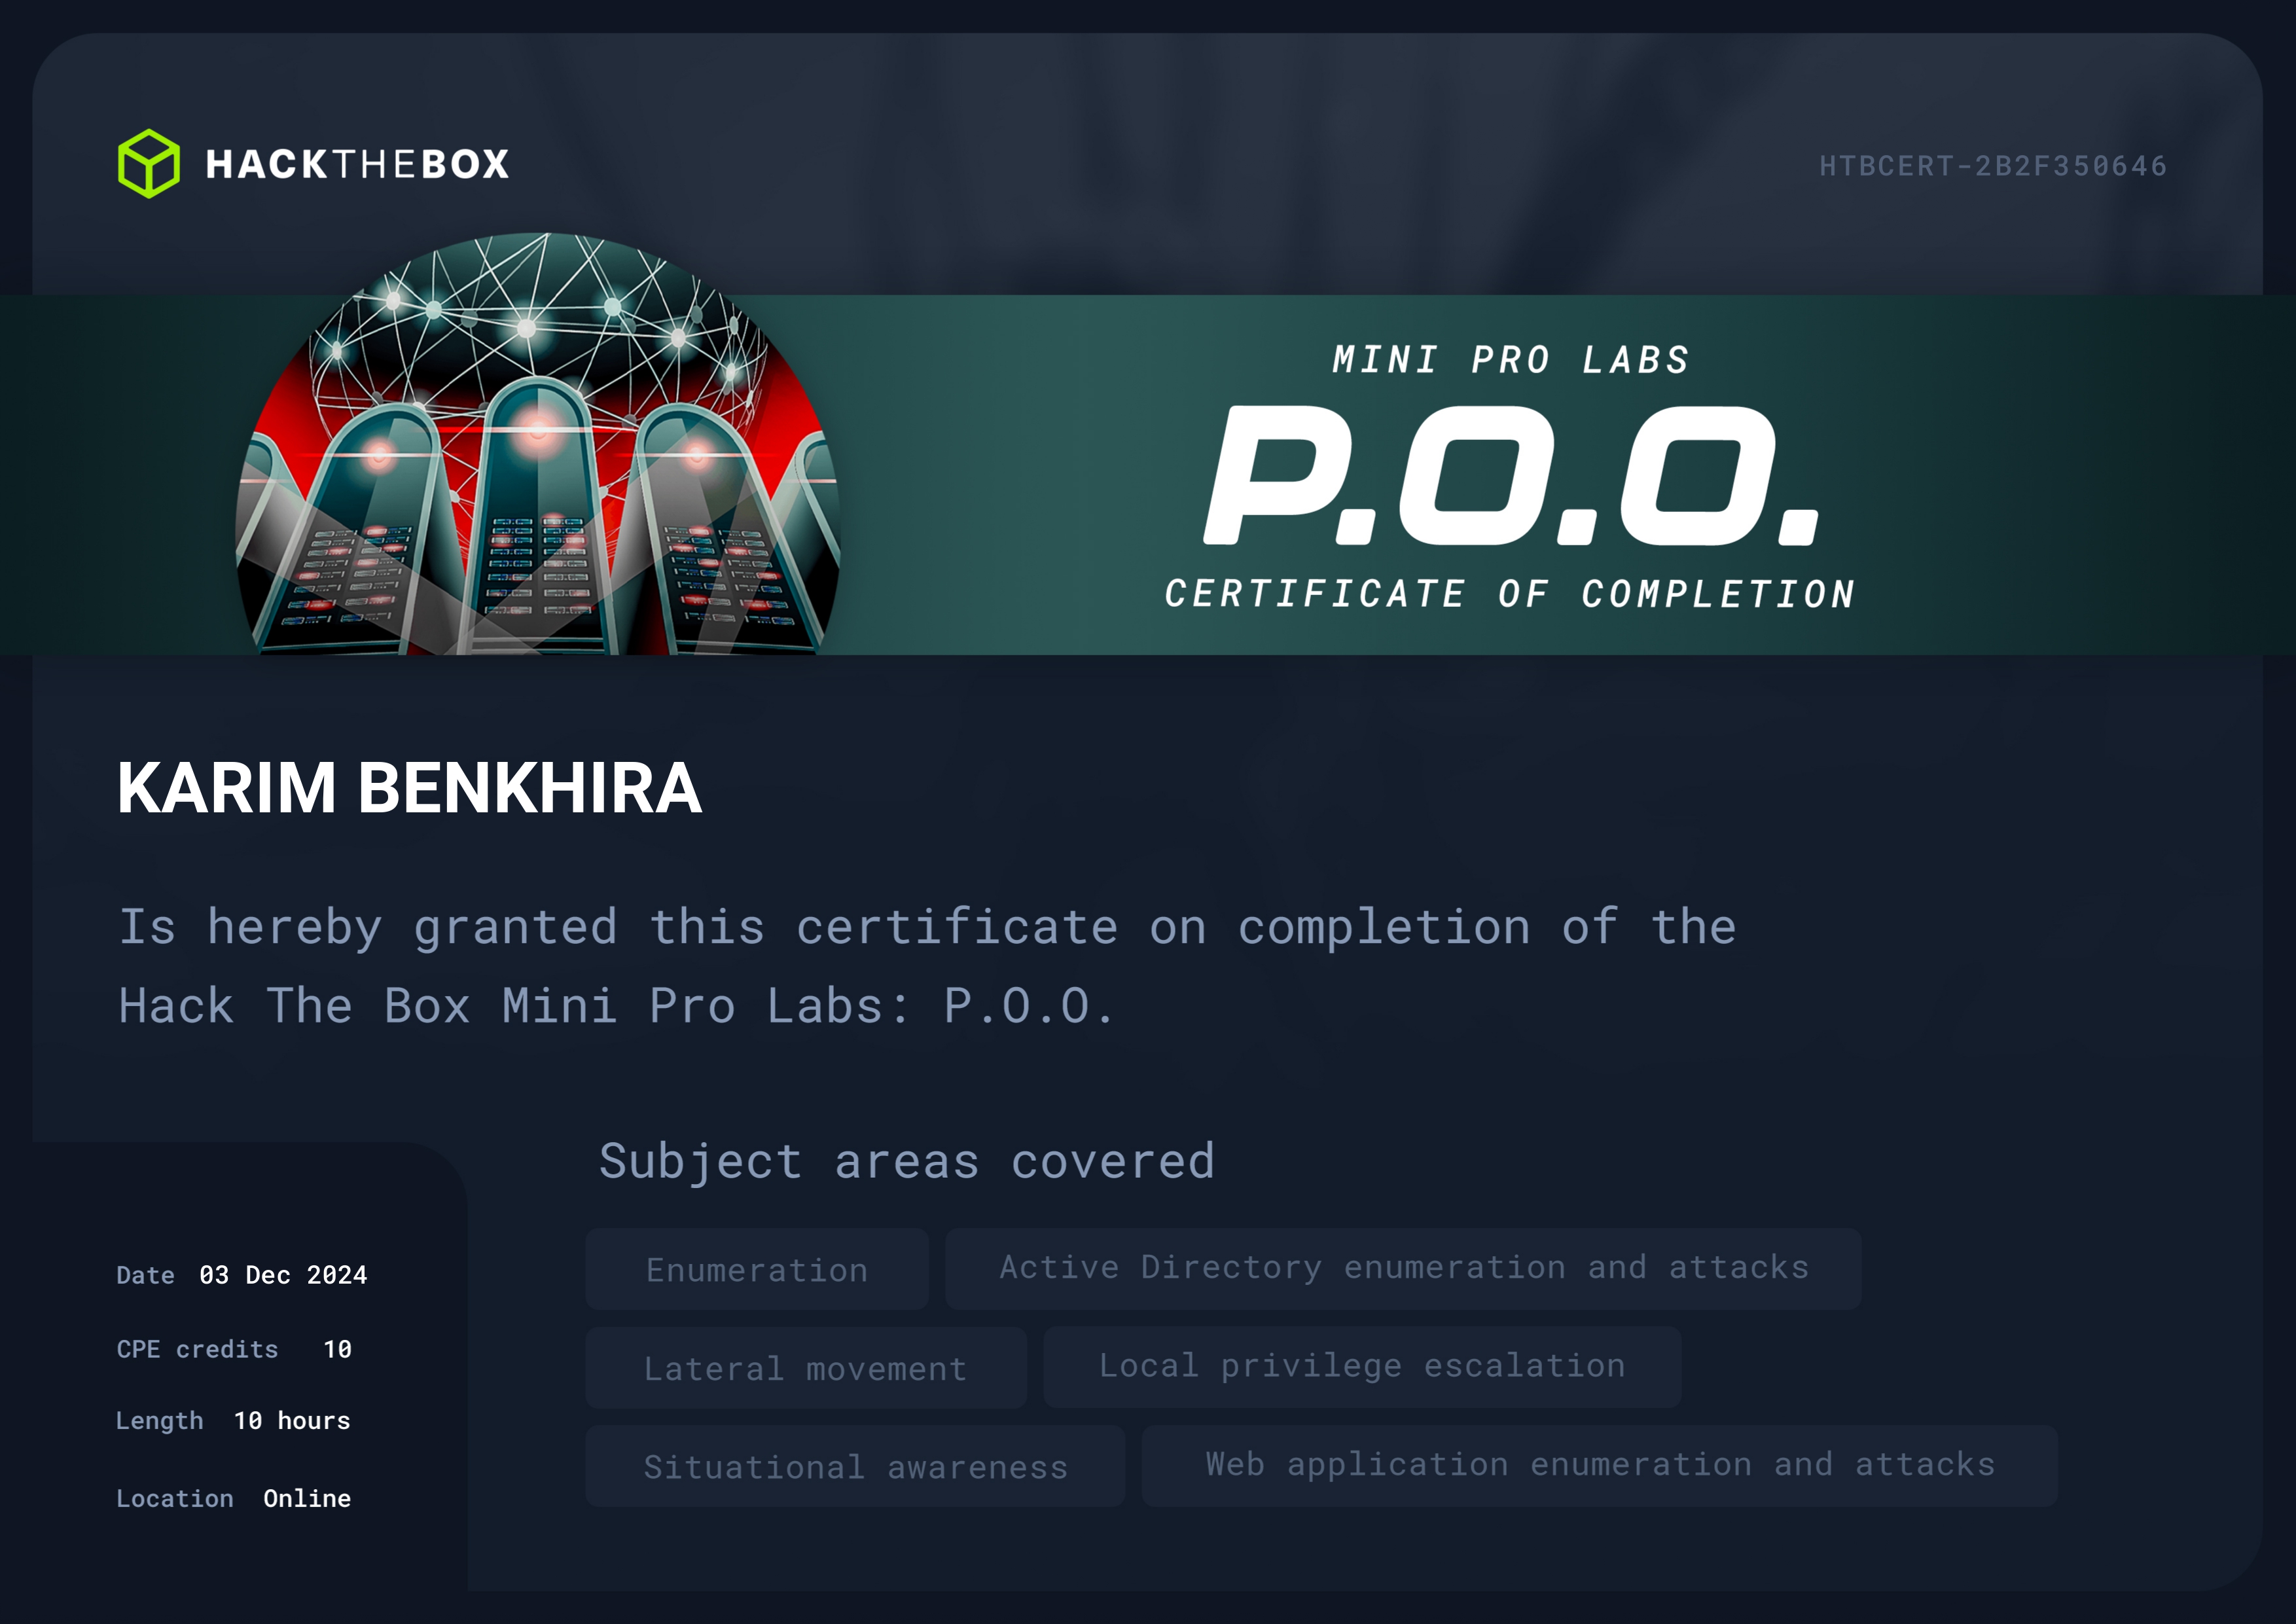 HACKTHEBOX
HTBCERT-2B2F350646
MINI PRO LABS
P.O.O.
CERTIFICATE OF COMPLETION
KARIM BENKHIRA
Is hereby granted this certificate on completion of the
Hack The Box Mini Pro Labs: P.O.O.
Subject areas covered
Enumeration
Active Directory enumeration and attacks
Lateral movement
Local privilege escalation
Situational awareness
Web application enumeration and attacks
Date 03 Dec 2024
CPE credits 10
Length 10 hours
Location Online